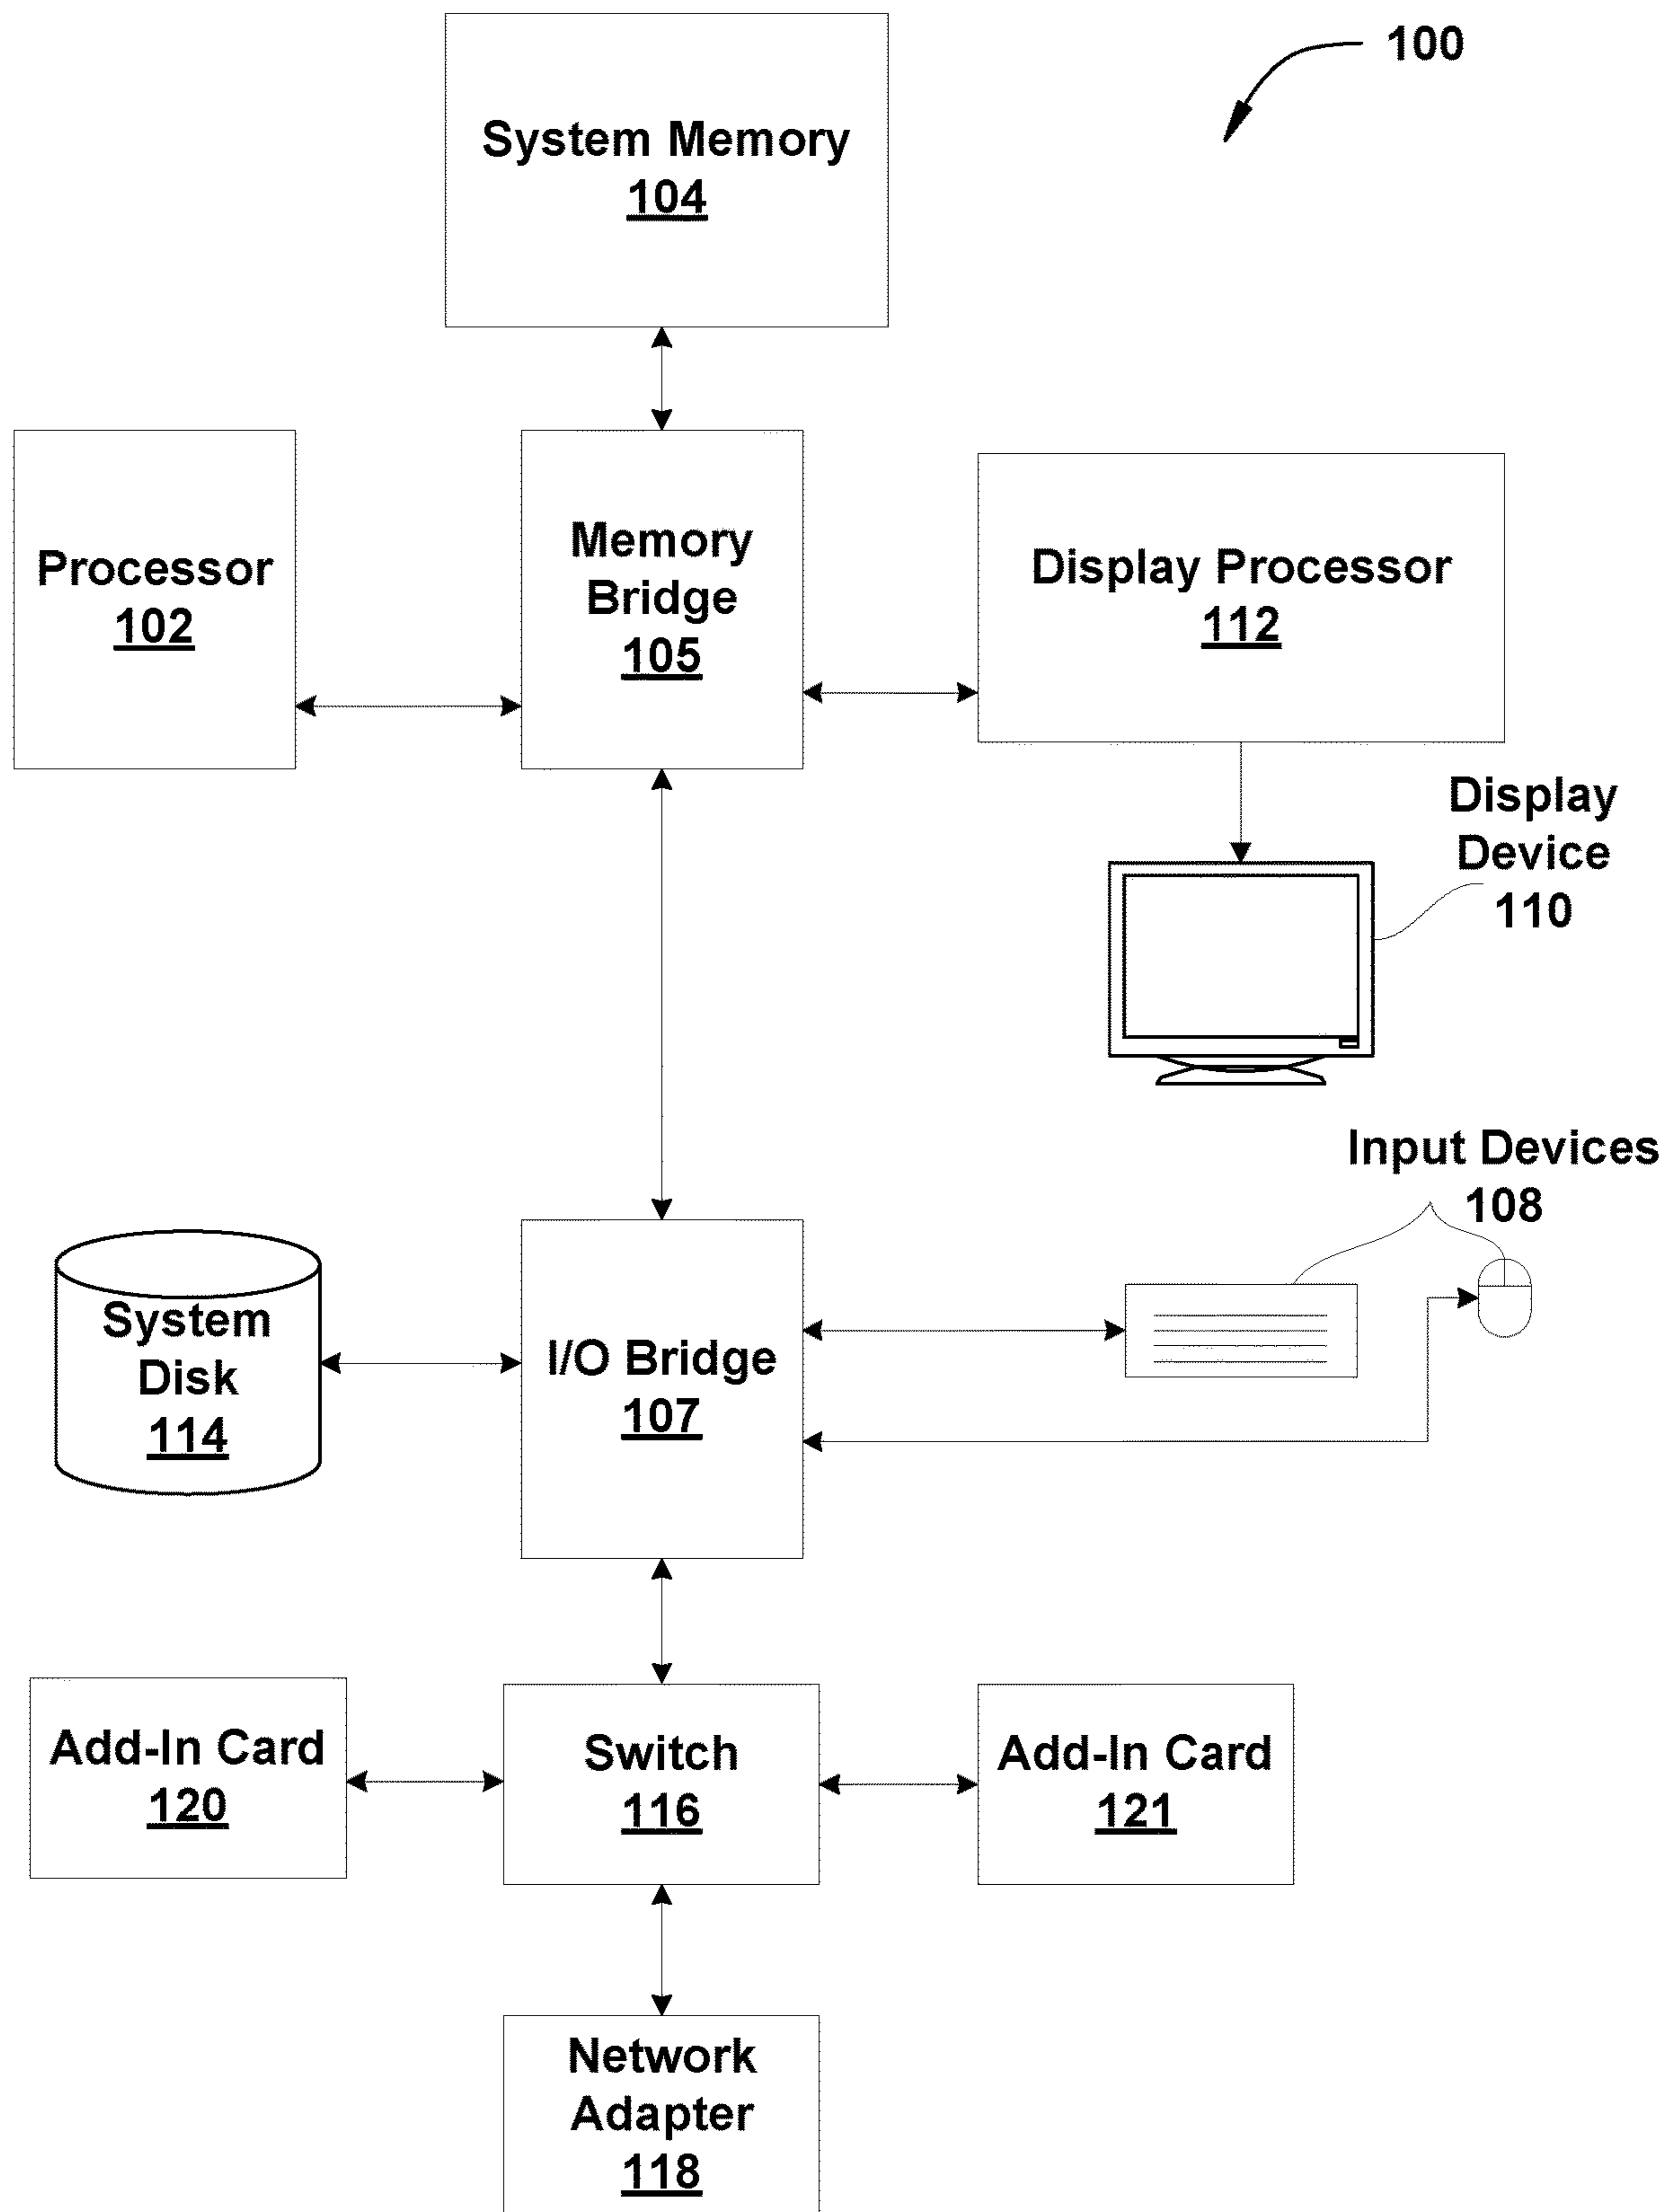 100
System Memory
104
Processor
102
Memory
Bridge
105
Display Processor
112
Display
Device
110
Input Devices
108
System
Disk
114
I/O Bridge
107
Add-In Card
120
Switch
116
Add-In Card
121
Network
Adapter
118